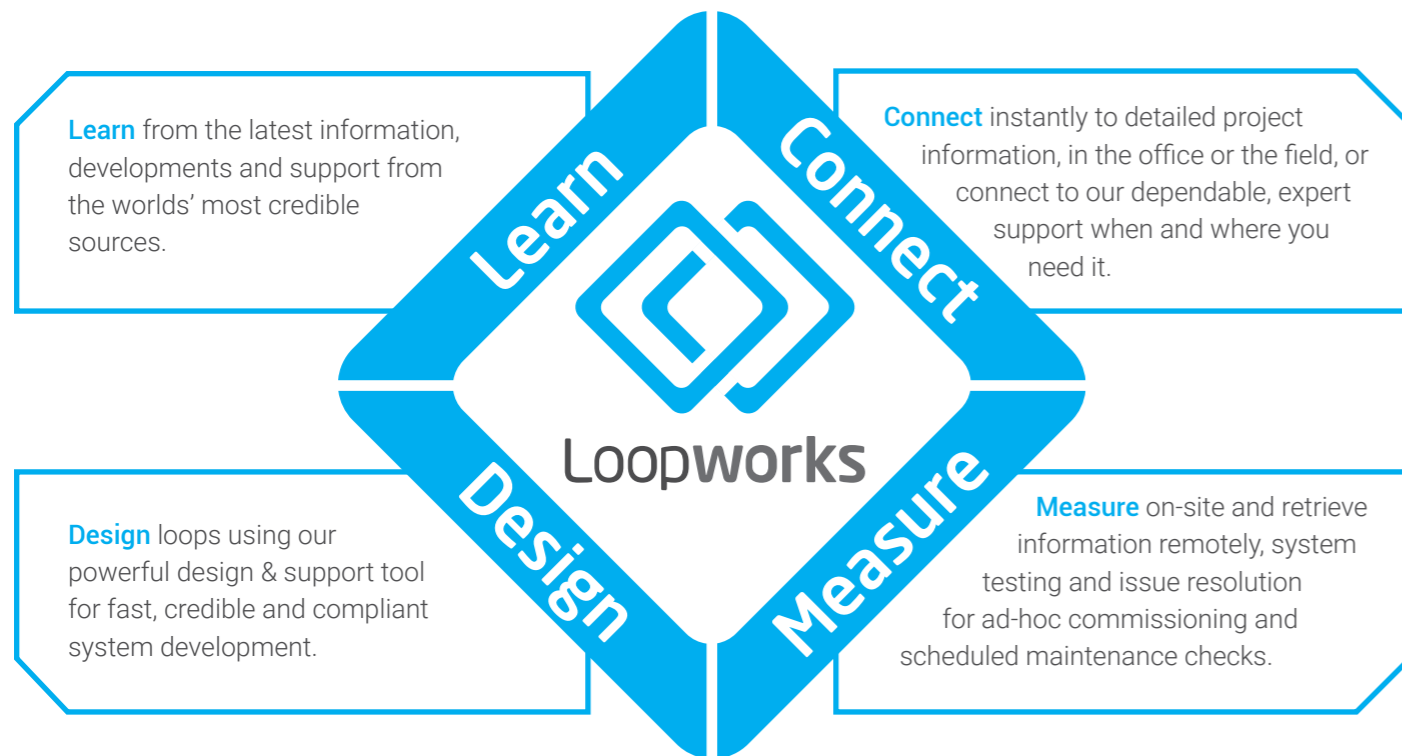 Learn from the latest information,
developments and support from
the worlds’ most credible
sources.
Learn
Connect
Connect instantly to detailed project
information, in the office or the field, or
connect to our dependable, expert
support when and where you
need it.
Loopworks
Design loops using our
powerful design & support tool
for fast, credible and compliant
system development.
Design
Measure
Measure on-site and retrieve
information remotely, system
testing and issue resolution
for ad-hoc commissioning and
scheduled maintenance checks.